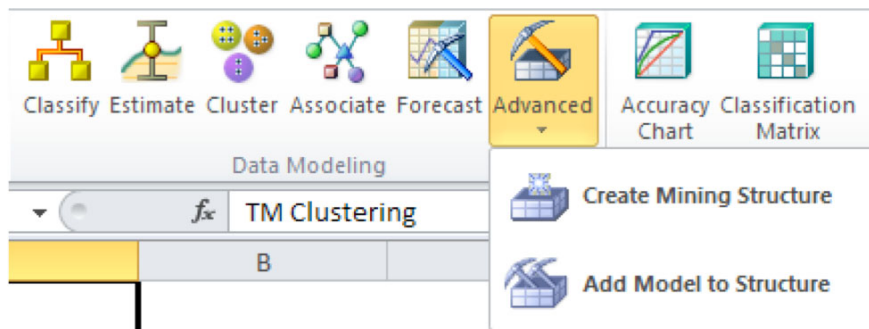 Classify Estimate Cluster Associate Forecast Advanced Accuracy Chart Classification Matrix
Data Modeling
fx TM Clustering
B
Create Mining Structure
Add Model to Structure